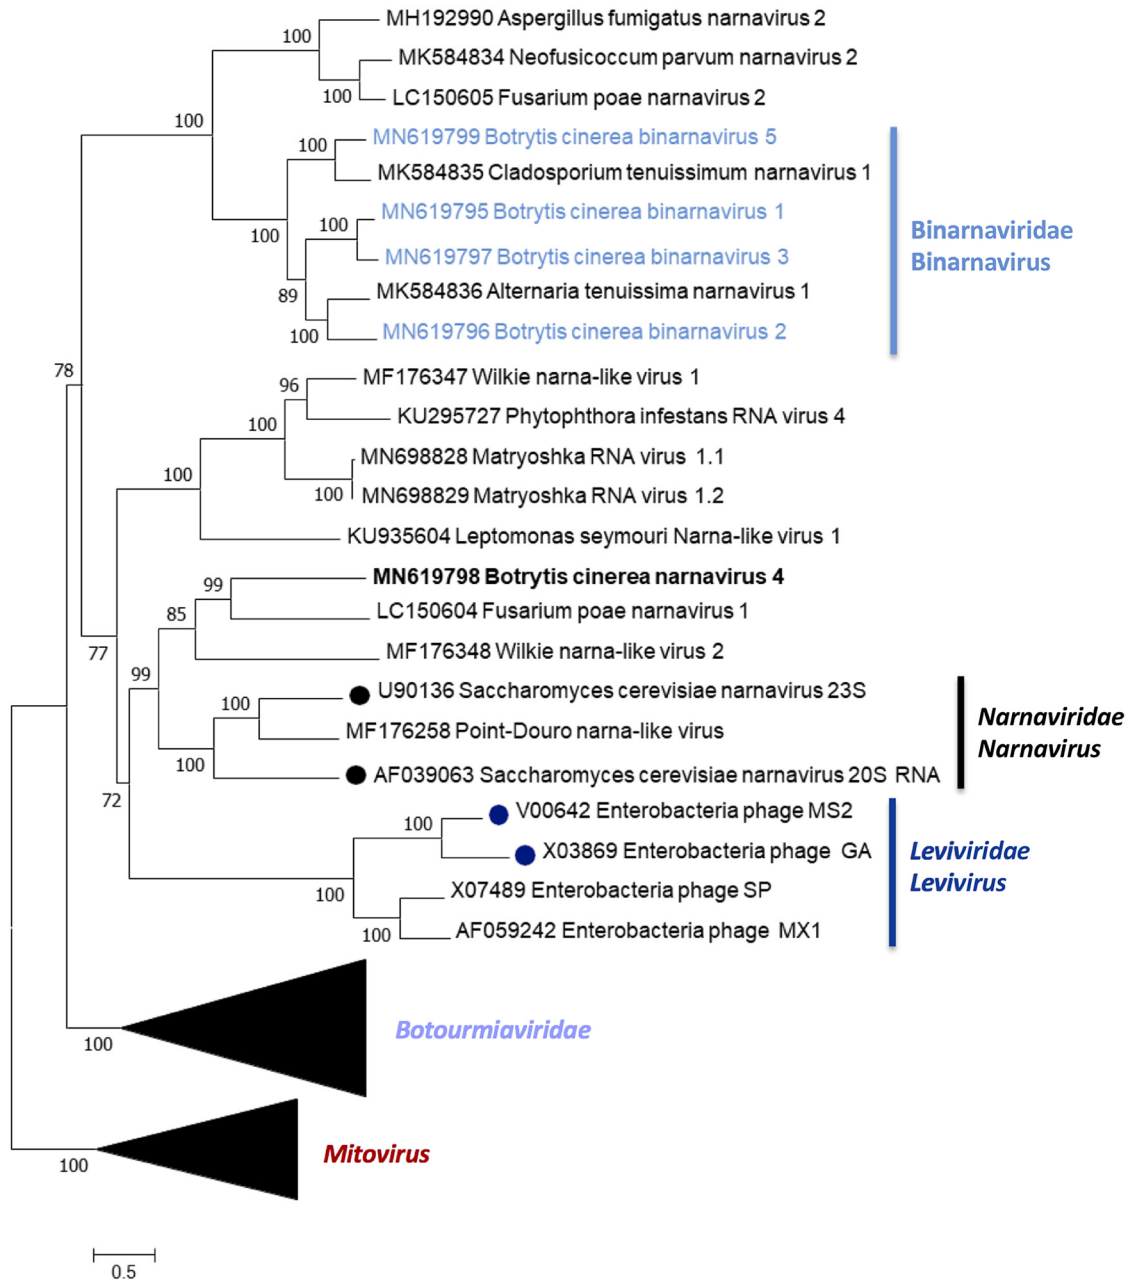 MH192990 Aspergillus fumigatus narnavirus 2
100
MK584834 Neofusicoccum parvum narnavirus 2
100
LC150605 Fusarium poae narnavirus 2
100
MN619799 Botrytis cinerea binarnavirus 5
100
MK584835 Cladosporium tenuissimum narnavirus 1
MN619795 Botrytis cinerea binarnavirus 1
100
100
Binarnaviridae
Binarnavirus
MN619797 Botrytis cinerea binarnavirus 3
MK584836 Alternaria tenuissima narnavirus 1
89
MN619796 Botrytis cinerea binarnavirus 2
100
78
MF176347 Wilkie narna-like virus 1
96
KU295727 Phytophthora infestans RNA virus 4
100
MN698828 Matryoshka RNA virus 1.1
100
MN698829 Matryoshka RNA virus 1.2
100
KU935604 Leptomonas seymouri Narna-like virus 1
MN619798 Botrytis cinerea narnavirus 4
99
LC150604 Fusarium poae narnavirus 1
85
MF176348 Wilkie narna-like virus 2
77
99
U90136 Saccharomyces cerevisiae narnavirus 23S
100
Narnaviridae
Narnavirus
MF176258 Point-Douro narna-like virus
100
AF039063 Saccharomyces cerevisiae narnavirus 20S RNA
72
V00642 Enterobacteria phage MS2
100
X03869 Enterobacteria phage GA
Leviviridae
Levivirus
100
X07489 Enterobacteria phage SP
AF059242 Enterobacteria phage MX1
100
Botourmiaviridae
100
Mitovirus
100
0.5